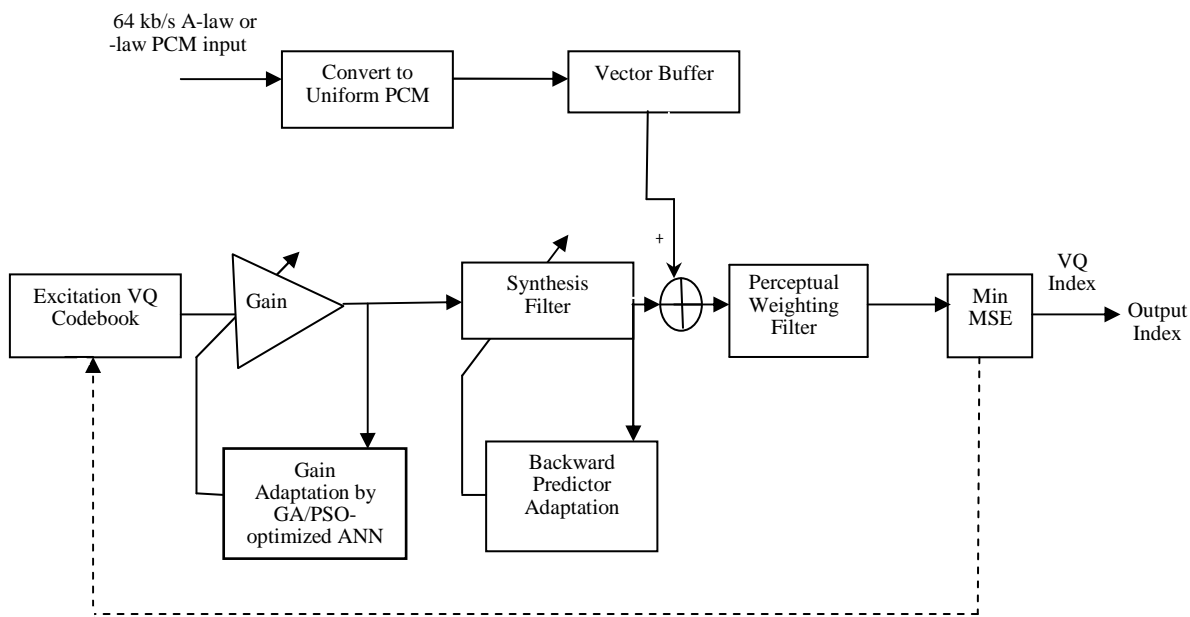 64 kb/s A-law or
-law PCM input
Convert to
Uniform PCM
Vector Buffer
+
Excitation VQ
Codebook
Gain
Synthesis
Filter
Perceptual
Weighting
Filter
Min
MSE
VQ
Index
Output
Index
Gain
Adaptation by
GA/PSO-
optimized ANN
Backward
Predictor
Adaptation